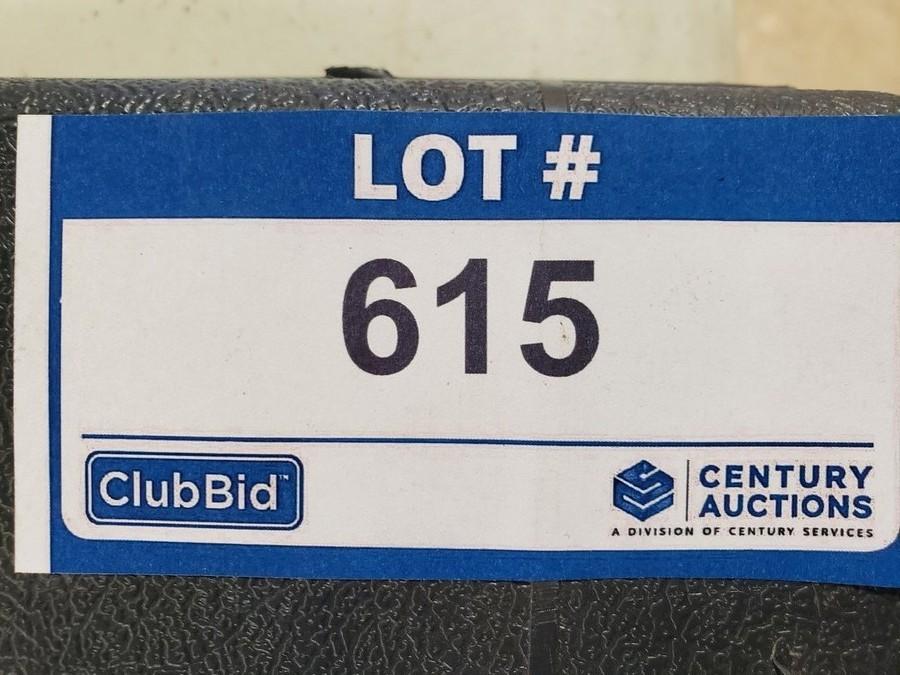 LOT #
615
ClubBid™
CENTURY
AUCTIONS
A DIVISION OF CENTURY SERVICES